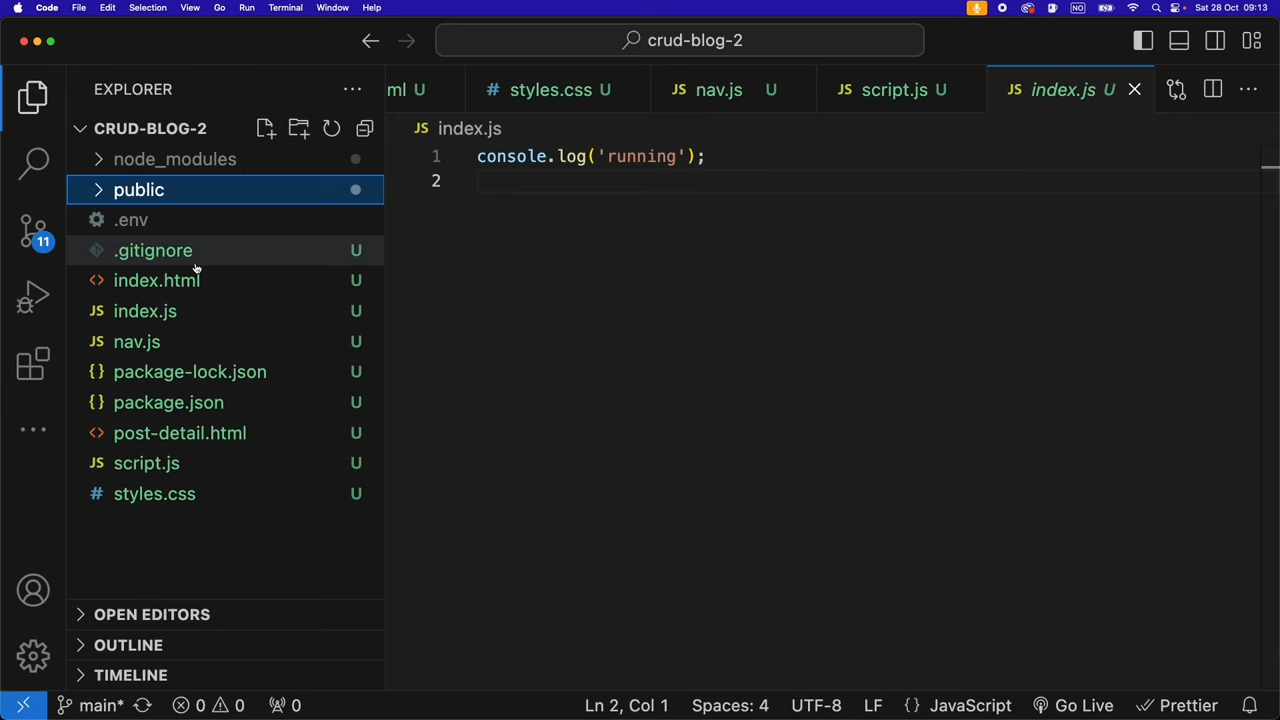 Code File Edit Selection View Go Run Terminal Window Help NO Sat 28 Oct 09:13
crud-blog-2
EXPLORER
ml U # styles.css U JS nav.js U JS script.js U JS index.js U
CRUD-BLOG-2
JS index.js
node_modules
1 console.log('running');
public
2
.env
.gitignore U
11
<> index.html U
JS index.js U
JS nav.js U
{} package-lock.json U
{} package.json U
<> post-detail.html U
JS script.js U
# styles.css U
OPEN EDITORS
OUTLINE
TIMELINE
main* 0 0 0 Ln 2, Col 1 Spaces: 4 UTF-8 LF {} JavaScript Go Live Prettier